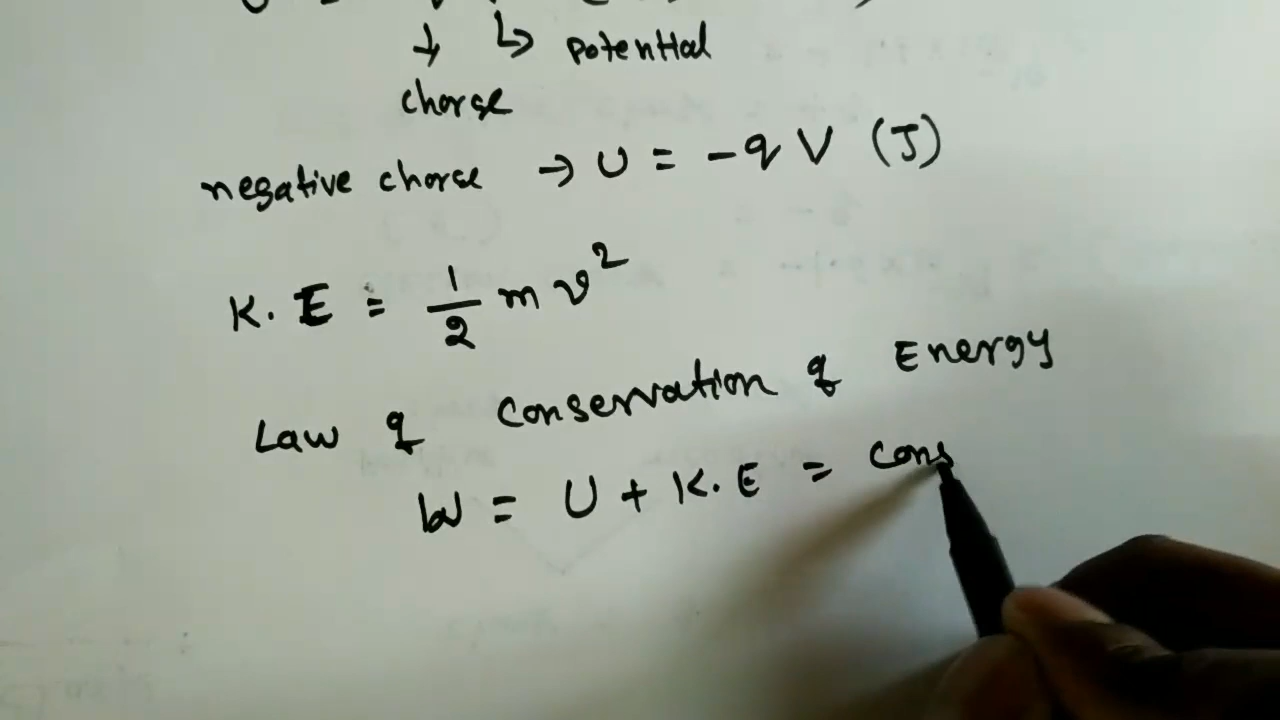 ↓ ↳ potential
charge
negative charge → U = -qV (J)
K.E = 1/2 mv²
Law of conservation of Energy
W = U + K.E = cons